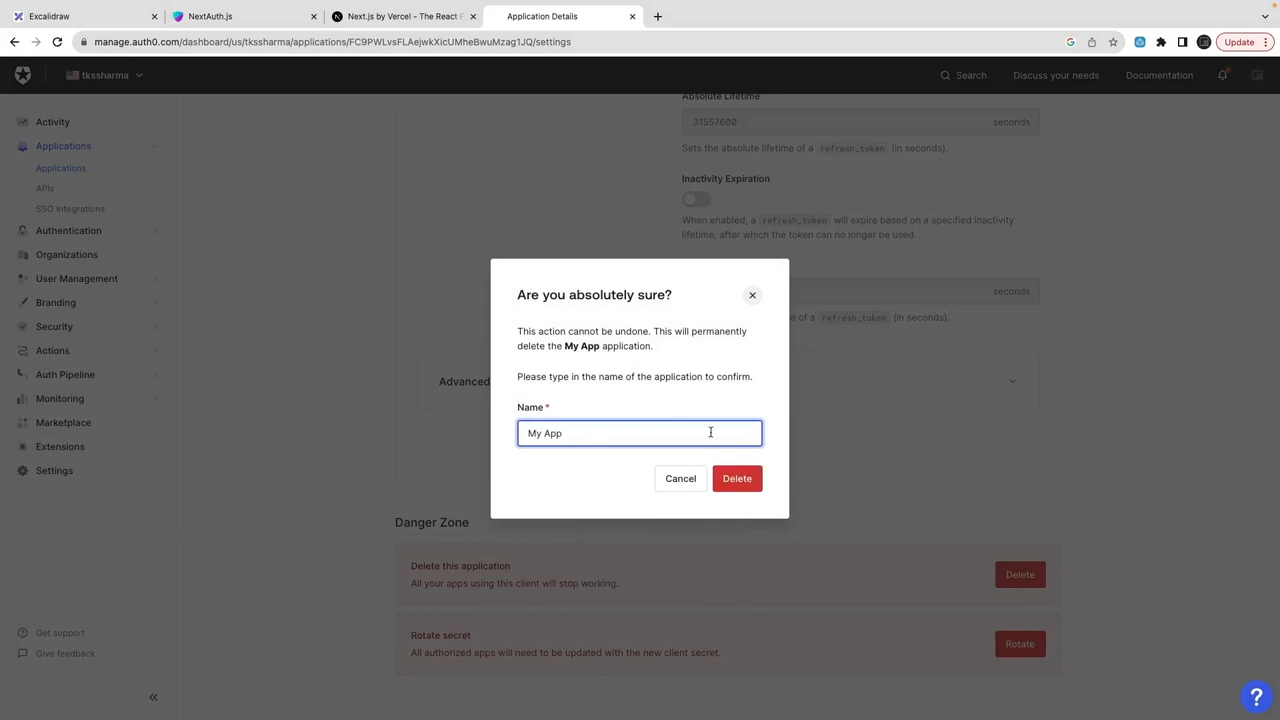 Excalidraw
NextAuth.js
Next.js by Vercel - The React F
Application Details
manage.auth0.com/dashboard/us/tkssharma/applications/FC9PWLvsFLAejwkXicUMheBwuMzag1JQ/settings
Update
tkssharma
Search
Discuss your needs
Documentation
Activity
Applications
Applications
APIs
SSO Integrations
Authentication
Organizations
User Management
Branding
Security
Actions
Auth Pipeline
Monitoring
Marketplace
Extensions
Settings
Get support
Give feedback
Absolute Lifetime
31557600 seconds
Sets the absolute lifetime of a refresh_token (in seconds).
Inactivity Expiration
When enabled, a refresh_token will expire based on a specified inactivity
lifetime, after which the token can no longer be used.
seconds
e of a refresh_token (in seconds).
Advanced
Are you absolutely sure?
This action cannot be undone. This will permanently
delete the My App application.
Please type in the name of the application to confirm.
Name *
My App
Cancel
Delete
Danger Zone
Delete this application
All your apps using this client will stop working.
Delete
Rotate secret
All authorized apps will need to be updated with the new client secret.
Rotate
?